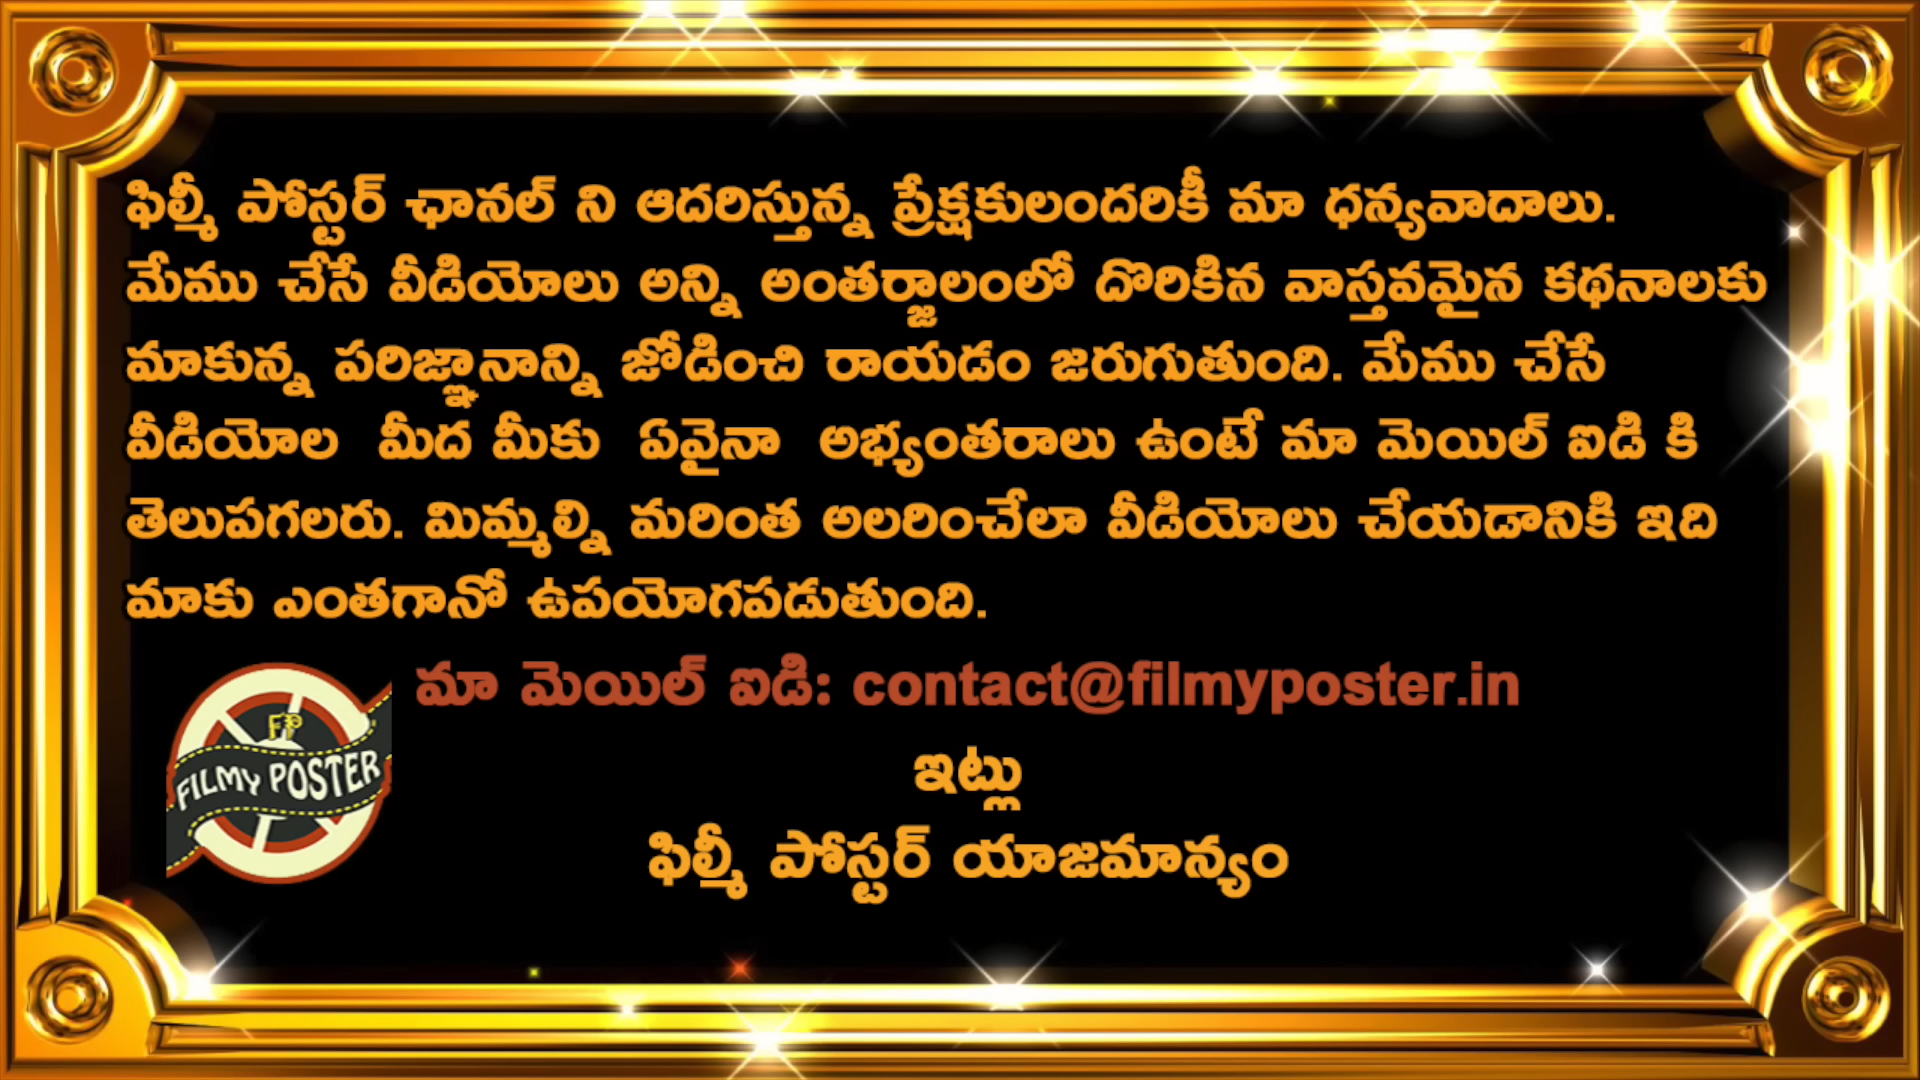 ఫిల్మీ పోస్టర్ ఛానల్ ని ఆదరిస్తున్న ప్రేక్షకులందరికీ మా ధన్యవాదాలు.
మేము చేసే వీడియోలు అన్ని అంతర్జాలంలో దొరికిన వాస్తవమైన కథనాలకు
మాకున్న పరిజ్ఞానాన్ని జోడించి రాయడం జరుగుతుంది. మేము చేసే
వీడియోల మీద మీకు ఏవైనా అభ్యంతరాలు ఉంటే మా మెయిల్ ఐడి కి
తెలుపగలరు. మిమ్మల్ని మరింత అలరించేలా వీడియోలు చేయడానికి ఇది
మాకు ఎంతగానో ఉపయోగపడుతుంది.
మా మెయిల్ ఐడి: contact@filmyposter.in
FP
FILMY POSTER
ఇట్లు
ఫిల్మీ పోస్టర్ యాజమాన్యం